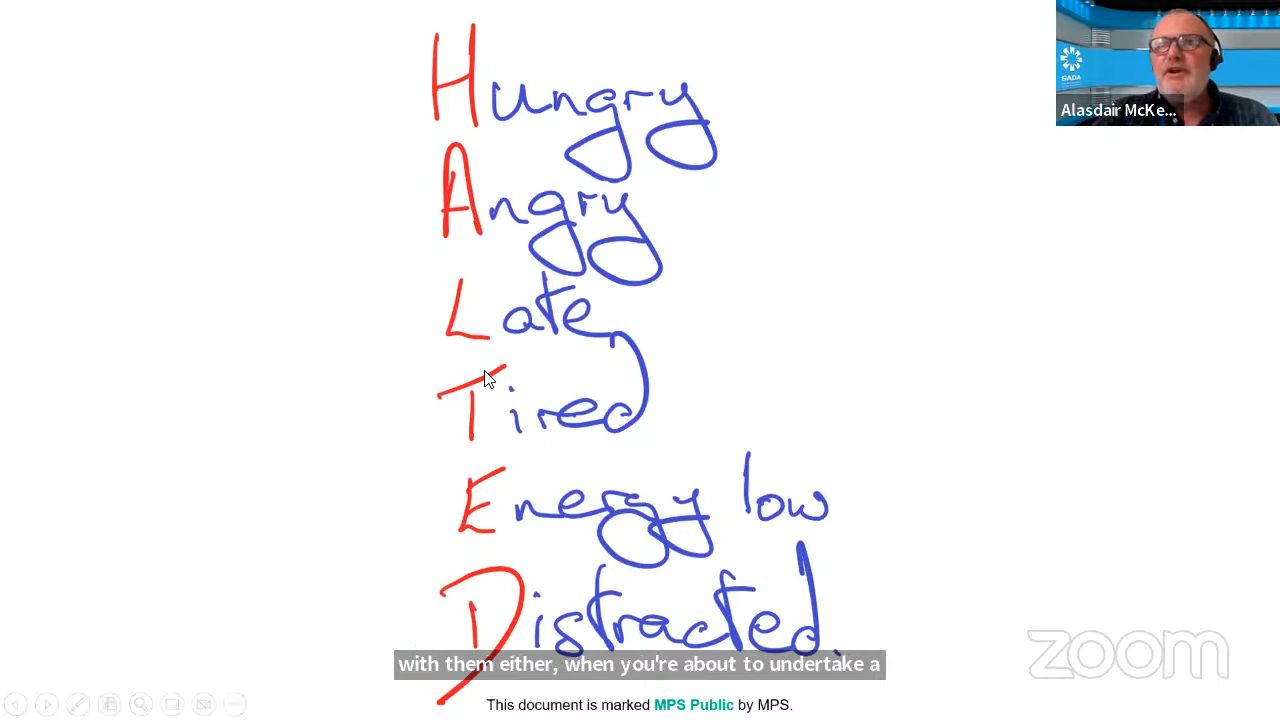 Hungry
SADA
Alasdair McKe...
Angry
Late
Tired
Energy low
Distracted.
with them either, when you're about to undertake a
zoom
This document is marked MPS Public by MPS.